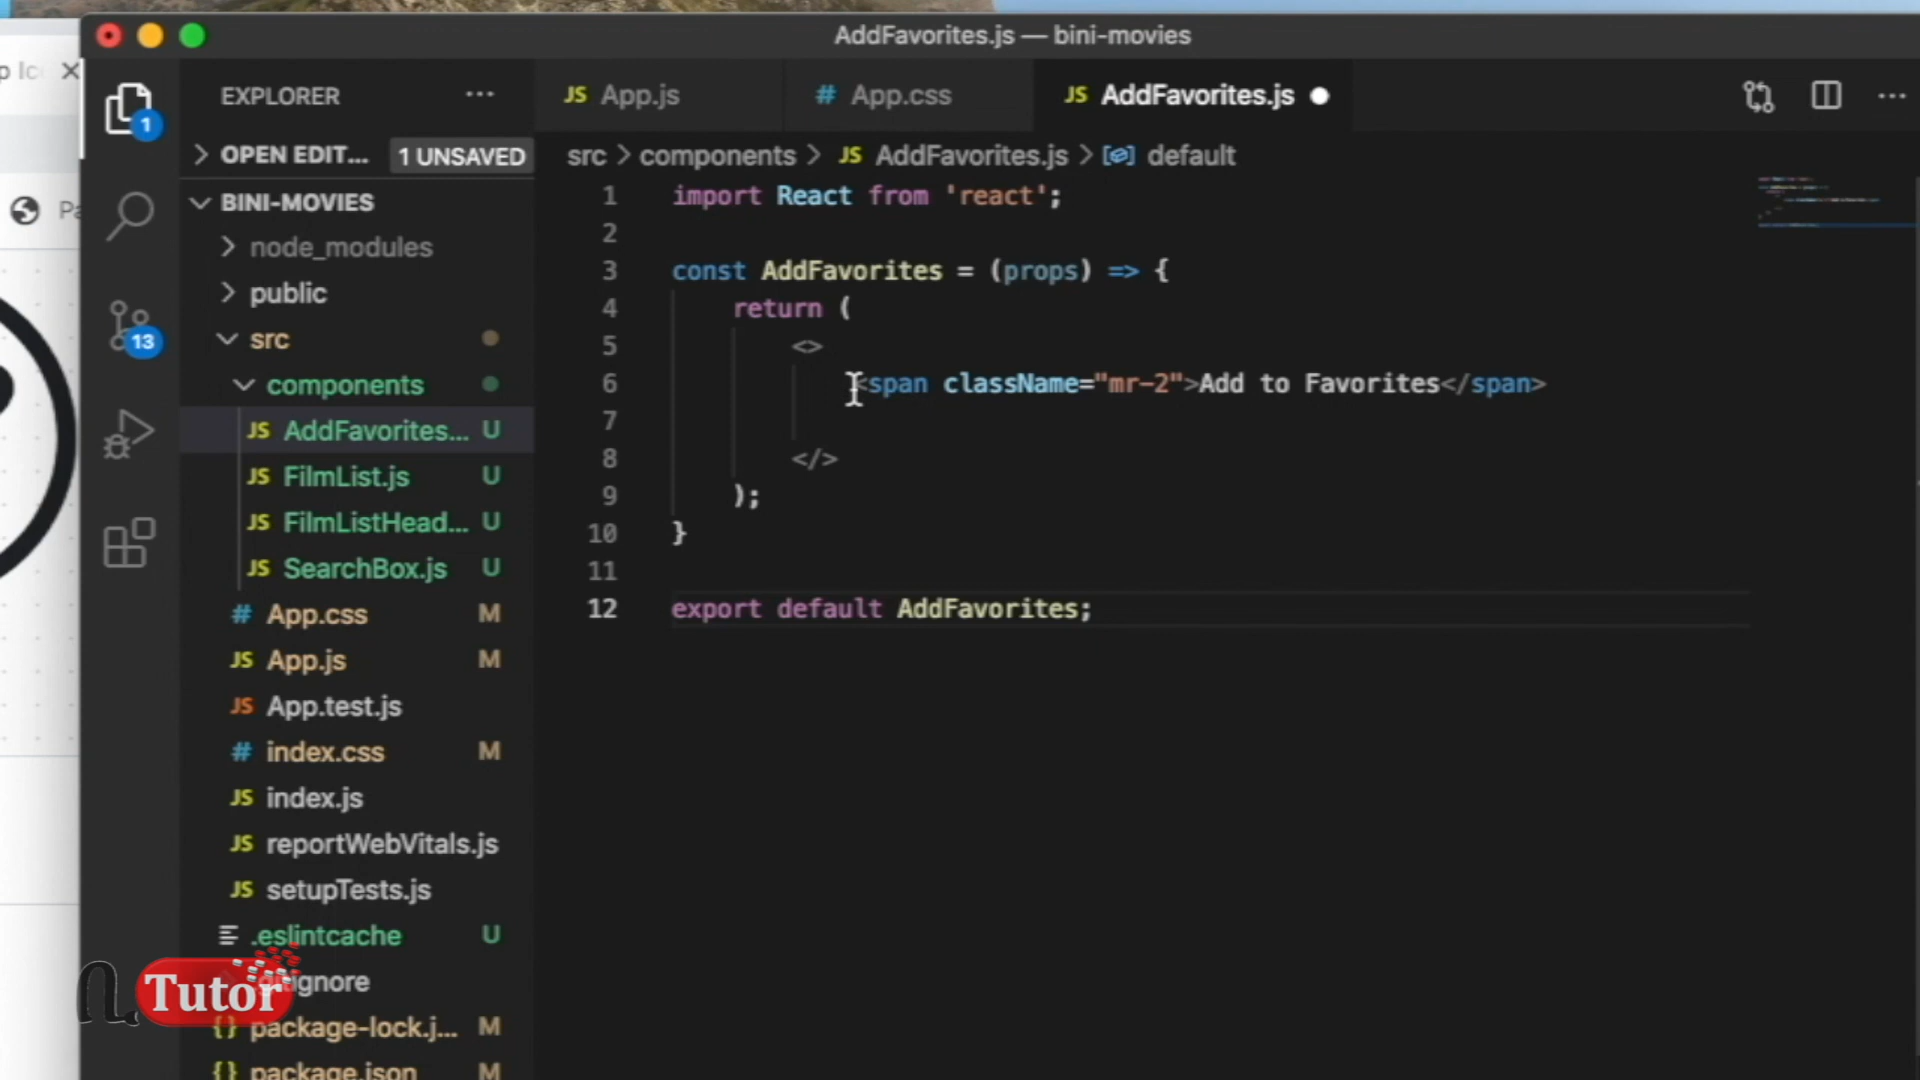 AddFavorites.js — bini-movies
EXPLORER
JS App.js
# App.css
JS AddFavorites.js
1
OPEN EDIT...
1 UNSAVED
src > components > JS AddFavorites.js > default
BINI-MOVIES
node_modules
public
13
src
components
JS AddFavorites... U
JS FilmList.js U
JS FilmListHead... U
JS SearchBox.js U
# App.css M
JS App.js M
JS App.test.js
# index.css M
JS index.js
JS reportWebVitals.js
JS setupTests.js
.eslintcache U
{} package-lock.j... M
{} package.json M
1 import React from 'react';
2
3 const AddFavorites = (props) => {
4 return (
5 <>
6 <span className="mr-2">Add to Favorites</span>
7
8 </>
9 );
10 }
11
12 export default AddFavorites;
Tutor